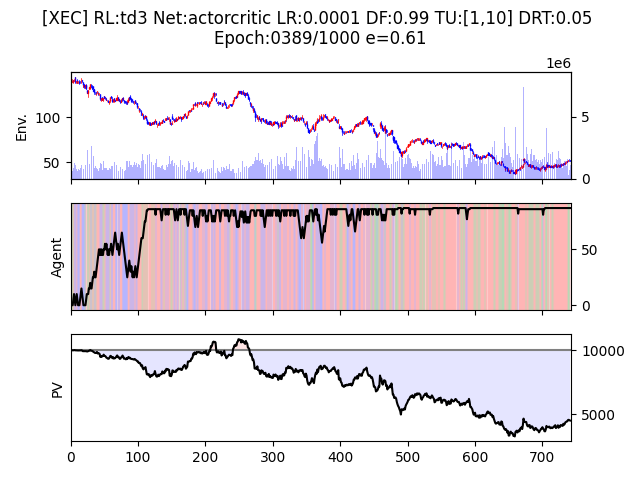 [XEC] RL:td3 Net:actorcritic LR:0.0001 DF:0.99 TU:[1,10] DRT:0.05
Epoch:0389/1000 e=0.61
1e6
Env.
100
50
5
0
Agent
50
0
PV
10000
5000
0 100 200 300 400 500 600 700